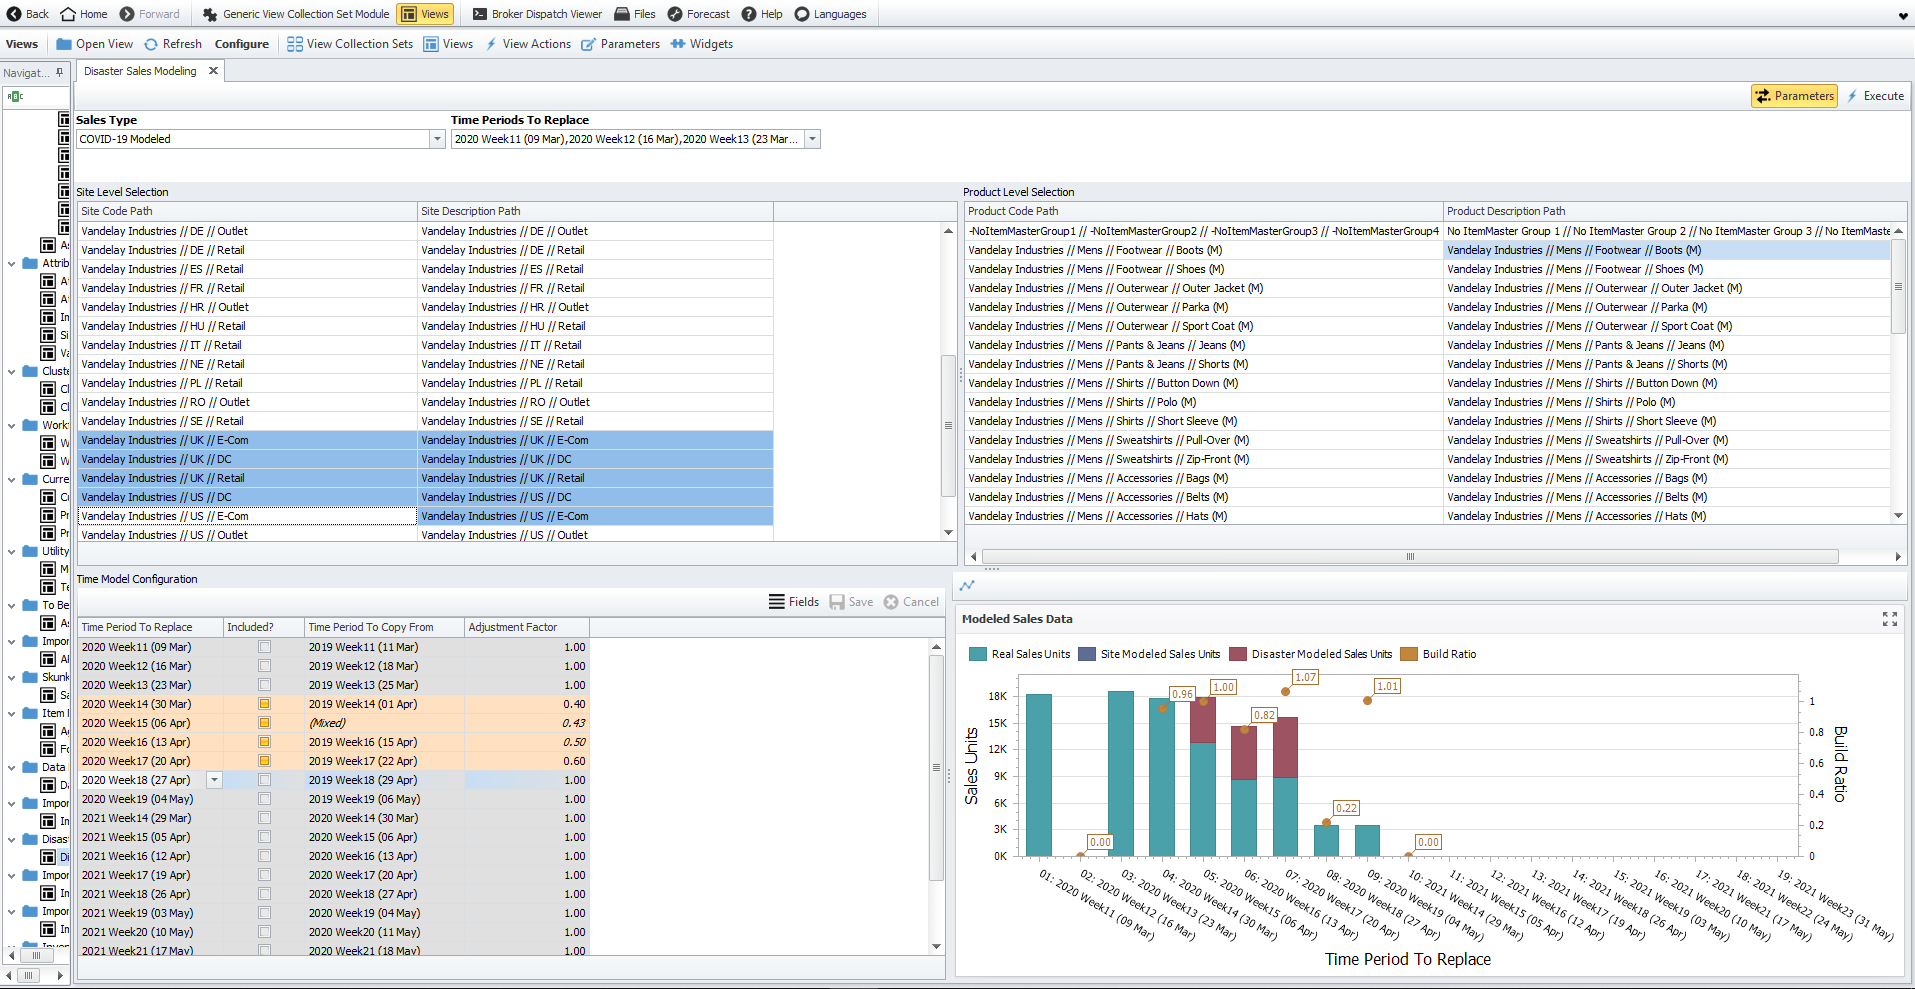 Back Home Forward Generic View Collection Set Module Views Broker Dispatch Viewer Files Forecast Help Languages
Views Open View Refresh Configure View Collection Sets Views View Actions Parameters Widgets
Navigat...
Disaster Sales Modeling
Parameters Execute
Sales Type Time Periods To Replace
COVID-19 Modeled 2020 Week11 (09 Mar),2020 Week12 (16 Mar),2020 Week13 (23 Mar...
Site Level Selection
Site Code Path Site Description Path
Vandelay Industries // DE // Outlet Vandelay Industries // DE // Outlet
Vandelay Industries // DE // Retail Vandelay Industries // DE // Retail
Vandelay Industries // ES // Retail Vandelay Industries // ES // Retail
Vandelay Industries // FR // Retail Vandelay Industries // FR // Retail
Vandelay Industries // HR // Outlet Vandelay Industries // HR // Outlet
Vandelay Industries // HU // Retail Vandelay Industries // HU // Retail
Vandelay Industries // IT // Retail Vandelay Industries // IT // Retail
Vandelay Industries // NE // Retail Vandelay Industries // NE // Retail
Vandelay Industries // PL // Retail Vandelay Industries // PL // Retail
Vandelay Industries // RO // Outlet Vandelay Industries // RO // Outlet
Vandelay Industries // SE // Retail Vandelay Industries // SE // Retail
Vandelay Industries // UK // E-Com Vandelay Industries // UK // E-Com
Vandelay Industries // UK // DC Vandelay Industries // UK // DC
Vandelay Industries // UK // Retail Vandelay Industries // UK // Retail
Vandelay Industries // US // DC Vandelay Industries // US // DC
Vandelay Industries // US // E-Com Vandelay Industries // US // E-Com
Vandelay Industries // US // Outlet Vandelay Industries // US // Outlet
Product Level Selection
Product Code Path Product Description Path
-NoItemMasterGroup1 // -NoItemMasterGroup2 // -NoItemMasterGroup3 // -NoItemMasterGroup4 No ItemMaster Group 1 // No ItemMaster Group 2 // No ItemMaster Group 3 // No ItemMaste
Vandelay Industries // Mens // Footwear // Boots (M) Vandelay Industries // Mens // Footwear // Boots (M)
Vandelay Industries // Mens // Footwear // Shoes (M) Vandelay Industries // Mens // Footwear // Shoes (M)
Vandelay Industries // Mens // Outerwear // Outer Jacket (M) Vandelay Industries // Mens // Outerwear // Outer Jacket (M)
Vandelay Industries // Mens // Outerwear // Parka (M) Vandelay Industries // Mens // Outerwear // Parka (M)
Vandelay Industries // Mens // Outerwear // Sport Coat (M) Vandelay Industries // Mens // Outerwear // Sport Coat (M)
Vandelay Industries // Mens // Pants & Jeans // Jeans (M) Vandelay Industries // Mens // Pants & Jeans // Jeans (M)
Vandelay Industries // Mens // Pants & Jeans // Shorts (M) Vandelay Industries // Mens // Pants & Jeans // Shorts (M)
Vandelay Industries // Mens // Shirts // Button Down (M) Vandelay Industries // Mens // Shirts // Button Down (M)
Vandelay Industries // Mens // Shirts // Polo (M) Vandelay Industries // Mens // Shirts // Polo (M)
Vandelay Industries // Mens // Shirts // Short Sleeve (M) Vandelay Industries // Mens // Shirts // Short Sleeve (M)
Vandelay Industries // Mens // Sweatshirts // Pull-Over (M) Vandelay Industries // Mens // Sweatshirts // Pull-Over (M)
Vandelay Industries // Mens // Sweatshirts // Zip-Front (M) Vandelay Industries // Mens // Sweatshirts // Zip-Front (M)
Vandelay Industries // Mens // Accessories // Bags (M) Vandelay Industries // Mens // Accessories // Bags (M)
Vandelay Industries // Mens // Accessories // Belts (M) Vandelay Industries // Mens // Accessories // Belts (M)
Vandelay Industries // Mens // Accessories // Hats (M) Vandelay Industries // Mens // Accessories // Hats (M)
As
Attrib
A
A
In
Si
Va
Cluste
Cl
Cl
Workf
W
W
Curre
Cu
Pr
Pr
Utility
M
Te
To Be
As
Impor
Al
Skunk
Sa
Item I
Ag
Fo
Data
Da
Impor
In
Disas
Di
Impor
Im
Impor
Im
Time Model Configuration
Fields Save Cancel
Time Period To Replace Included? Time Period To Copy From Adjustment Factor
2020 Week11 (09 Mar) 2019 Week11 (11 Mar) 1.00
2020 Week12 (16 Mar) 2019 Week12 (18 Mar) 1.00
2020 Week13 (23 Mar) 2019 Week13 (25 Mar) 1.00
2020 Week14 (30 Mar) 2019 Week14 (01 Apr) 0.40
2020 Week15 (06 Apr) (Mixed) 0.43
2020 Week16 (13 Apr) 2019 Week16 (15 Apr) 0.50
2020 Week17 (20 Apr) 2019 Week17 (22 Apr) 0.60
2020 Week18 (27 Apr) 2019 Week18 (29 Apr) 1.00
2020 Week19 (04 May) 2019 Week19 (06 May) 1.00
2021 Week14 (29 Mar) 2020 Week14 (30 Mar) 1.00
2021 Week15 (05 Apr) 2020 Week15 (06 Apr) 1.00
2021 Week16 (12 Apr) 2020 Week16 (13 Apr) 1.00
2021 Week17 (19 Apr) 2020 Week17 (20 Apr) 1.00
2021 Week18 (26 Apr) 2020 Week18 (27 Apr) 1.00
2021 Week19 (03 May) 2020 Week19 (04 May) 1.00
2021 Week20 (10 May) 2020 Week20 (11 May) 1.00
2021 Week21 (17 May) 2020 Week21 (18 May) 1.00
Modeled Sales Data
Real Sales Units Site Modeled Sales Units Disaster Modeled Sales Units Build Ratio
Sales Units
18K
15K
12K
9K
6K
3K
0K
0.00
0.96
1.00
0.82
1.07
0.22
1.01
0.00
1
0.8
0.6
0.4
0.2
0
Build Ratio
01: 2020 Week11 (09 Mar)
02: 2020 Week12 (16 Mar)
03: 2020 Week13 (23 Mar)
04: 2020 Week14 (30 Mar)
05: 2020 Week15 (06 Apr)
06: 2020 Week16 (13 Apr)
07: 2020 Week17 (20 Apr)
08: 2020 Week18 (27 Apr)
09: 2020 Week19 (04 May)
10: 2021 Week14 (29 Mar)
11: 2021 Week15 (05 Apr)
12: 2021 Week16 (12 Apr)
13: 2021 Week17 (19 Apr)
14: 2021 Week18 (26 Apr)
15: 2021 Week19 (03 May)
16: 2021 Week20 (10 May)
17: 2021 Week21 (17 May)
18: 2021 Week22 (24 May)
19: 2021 Week23 (31 May)
Time Period To Replace